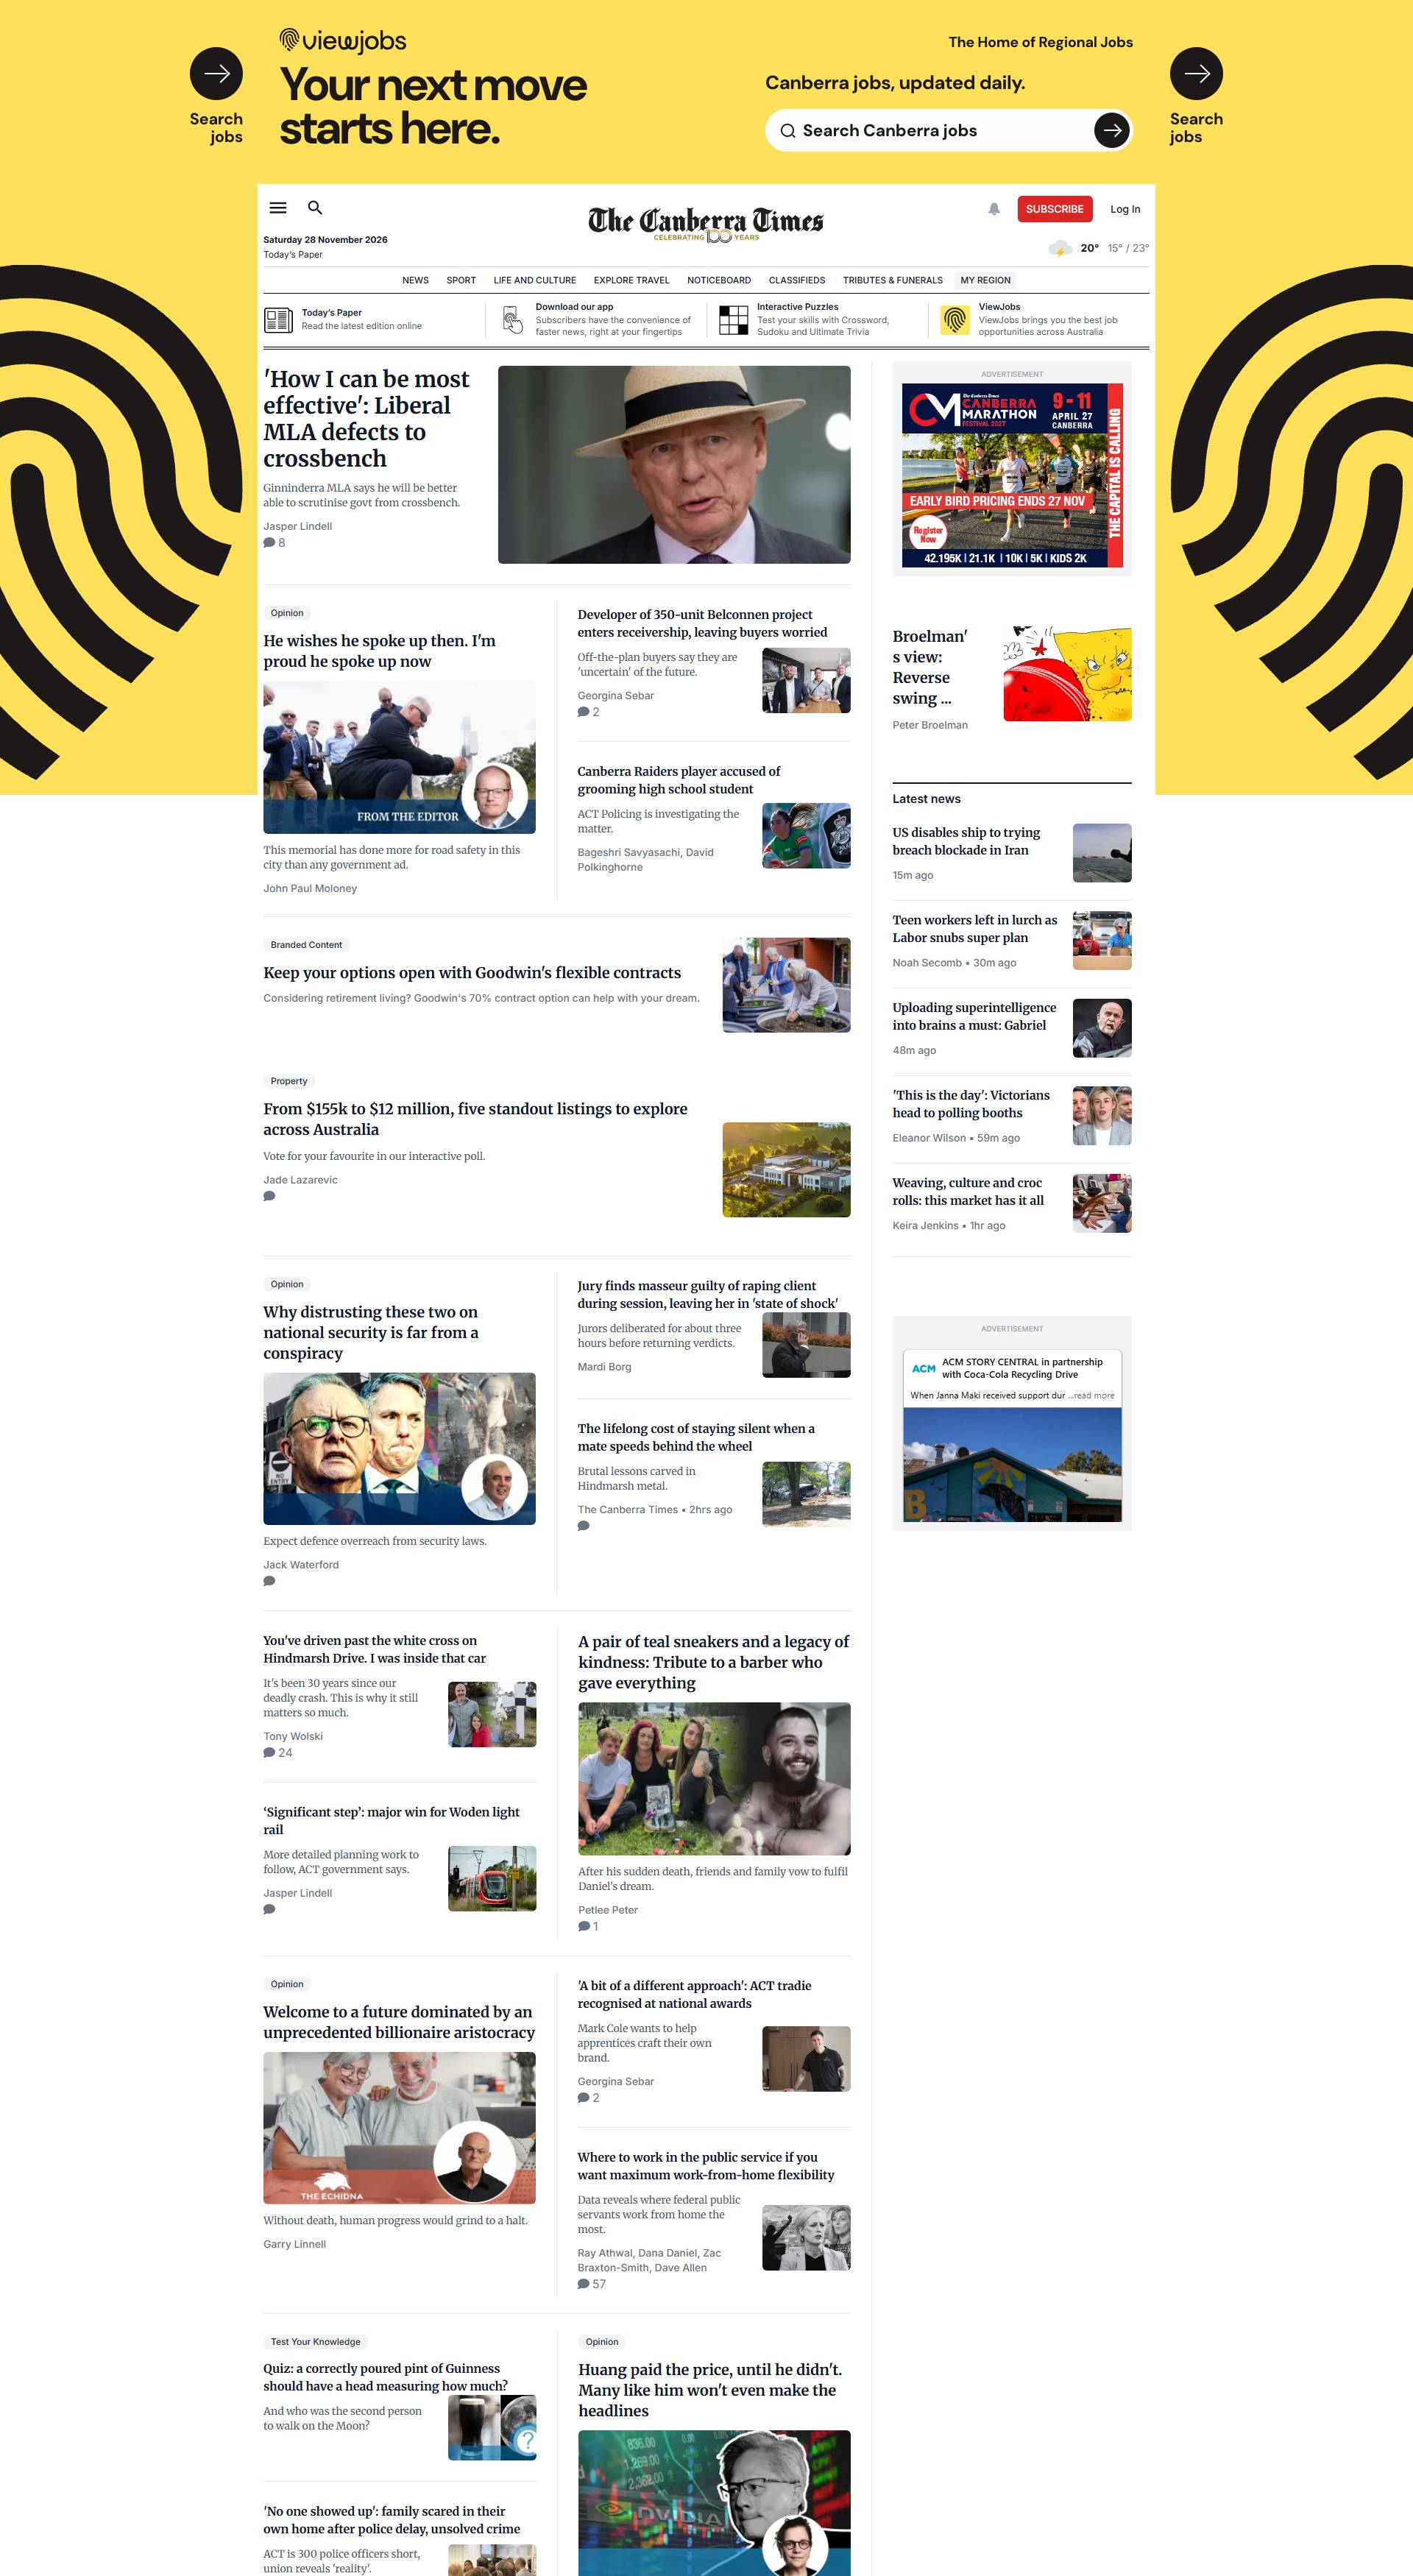 viewjobs
Your next move
starts here.
The Home of Regional Jobs
Canberra jobs, updated daily.
Search Canberra jobs
Search
jobs
Search
jobs
The Canberra Times
CELEBRATING 100 YEARS
SUBSCRIBE
Log In
Saturday 28 November 2026
Today's Paper
20° 15° / 23°
NEWS SPORT LIFE AND CULTURE EXPLORE TRAVEL NOTICEBOARD CLASSIFIEDS TRIBUTES & FUNERALS MY REGION
Today's Paper
Read the latest edition online
Download our app
Subscribers have the convenience of
faster news, right at your fingertips
Interactive Puzzles
Test your skills with Crossword,
Sudoku and Ultimate Trivia
ViewJobs
ViewJobs brings you the best job
opportunities across Australia
'How I can be most
effective': Liberal
MLA defects to
crossbench
Ginninderra MLA says he will be better
able to scrutinise govt from crossbench.
Jasper Lindell
8
Opinion
He wishes he spoke up then. I'm
proud he spoke up now
FROM THE EDITOR
This memorial has done more for road safety in this
city than any government ad.
John Paul Moloney
Developer of 350-unit Belconnen project
enters receivership, leaving buyers worried
Off-the-plan buyers say they are
'uncertain' of the future.
Georgina Sebar
2
Canberra Raiders player accused of
grooming high school student
ACT Policing is investigating the
matter.
Bageshri Savyasachi, David
Polkinghorne
Branded Content
Keep your options open with Goodwin's flexible contracts
Considering retirement living? Goodwin's 70% contract option can help with your dream.
Property
From $155k to $12 million, five standout listings to explore
across Australia
Vote for your favourite in our interactive poll.
Jade Lazarevic
Opinion
Why distrusting these two on
national security is far from a
conspiracy
NO
ENTRY
Expect defence overreach from security laws.
Jack Waterford
Jury finds masseur guilty of raping client
during session, leaving her in 'state of shock'
Jurors deliberated for about three
hours before returning verdicts.
Mardi Borg
The lifelong cost of staying silent when a
mate speeds behind the wheel
Brutal lessons carved in
Hindmarsh metal.
The Canberra Times • 2hrs ago
You've driven past the white cross on
Hindmarsh Drive. I was inside that car
It's been 30 years since our
deadly crash. This is why it still
matters so much.
Tony Wolski
24
‘Significant step’: major win for Woden light
rail
More detailed planning work to
follow, ACT government says.
Jasper Lindell
A pair of teal sneakers and a legacy of
kindness: Tribute to a barber who
gave everything
After his sudden death, friends and family vow to fulfil
Daniel's dream.
Petlee Peter
1
Opinion
Welcome to a future dominated by an
unprecedented billionaire aristocracy
THE ECHIDNA
Without death, human progress would grind to a halt.
Garry Linnell
'A bit of a different approach': ACT tradie
recognised at national awards
Mark Cole wants to help
apprentices craft their own
brand.
Georgina Sebar
2
Where to work in the public service if you
want maximum work-from-home flexibility
Data reveals where federal public
servants work from home the
most.
Ray Athwal, Dana Daniel, Zac
Braxton-Smith, Dave Allen
57
Test Your Knowledge
Quiz: a correctly poured pint of Guinness
should have a head measuring how much?
And who was the second person
to walk on the Moon?
?
'No one showed up': family scared in their
own home after police delay, unsolved crime
ACT is 300 police officers short,
union reveals 'reality'.
Opinion
Huang paid the price, until he didn't.
Many like him won't even make the
headlines
836.00
1,269.00
2,362.00
NVIDIA
ADVERTISEMENT
The Canberra Times
CM CANBERRA
MARATHON
FESTIVAL 2027
9 - 11
APRIL 27
CANBERRA
THE CAPITAL IS CALLING
EARLY BIRD PRICING ENDS 27 NOV
Register
Now
42.195K | 21.1K | 10K | 5K | KIDS 2K
Broelman'
s view:
Reverse
swing ...
Peter Broelman
Latest news
US disables ship to trying
breach blockade in Iran
15m ago
Teen workers left in lurch as
Labor snubs super plan
Noah Secomb • 30m ago
Uploading superintelligence
into brains a must: Gabriel
48m ago
'This is the day': Victorians
head to polling booths
Eleanor Wilson • 59m ago
Weaving, culture and croc
rolls: this market has it all
Keira Jenkins • 1hr ago
ADVERTISEMENT
ACM
ACM STORY CENTRAL in partnership
with Coca-Cola Recycling Drive
When Janna Maki received support dur ...read more
B